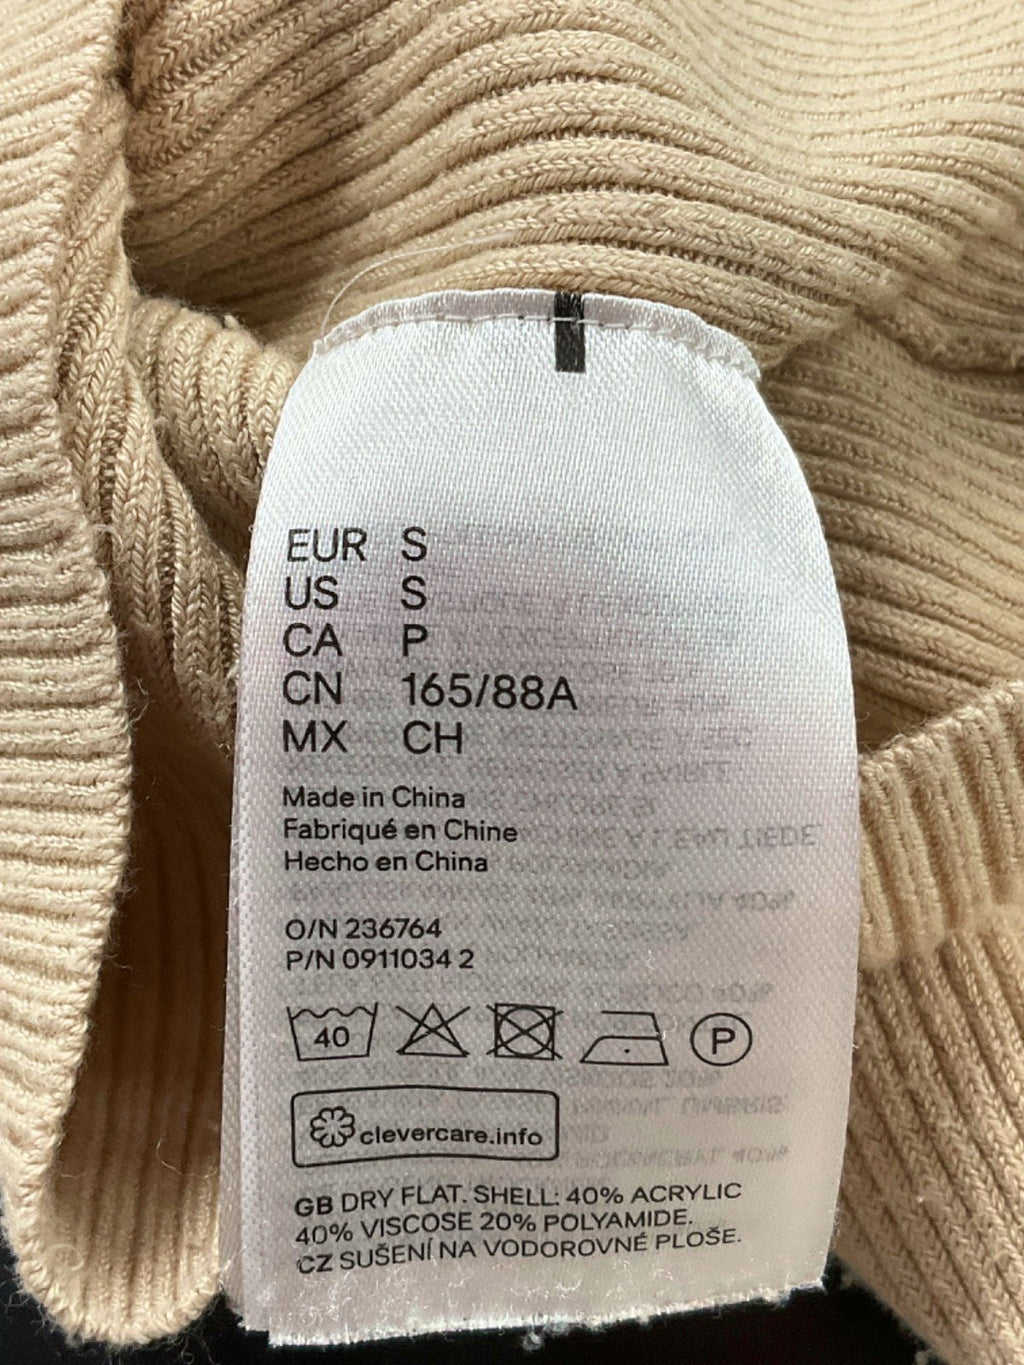 EUR S
US S
CA P
CN 165/88A
MX CH
Made in China
Fabriqué en Chine
Hecho en China
O/N 236764
P/N 0911034 2
40 P
clevercare.info
GB DRY FLAT. SHELL: 40% ACRYLIC
40% VISCOSE 20% POLYAMIDE.
CZ SUŠENÍ NA VODOROVNÉ PLOŠE.